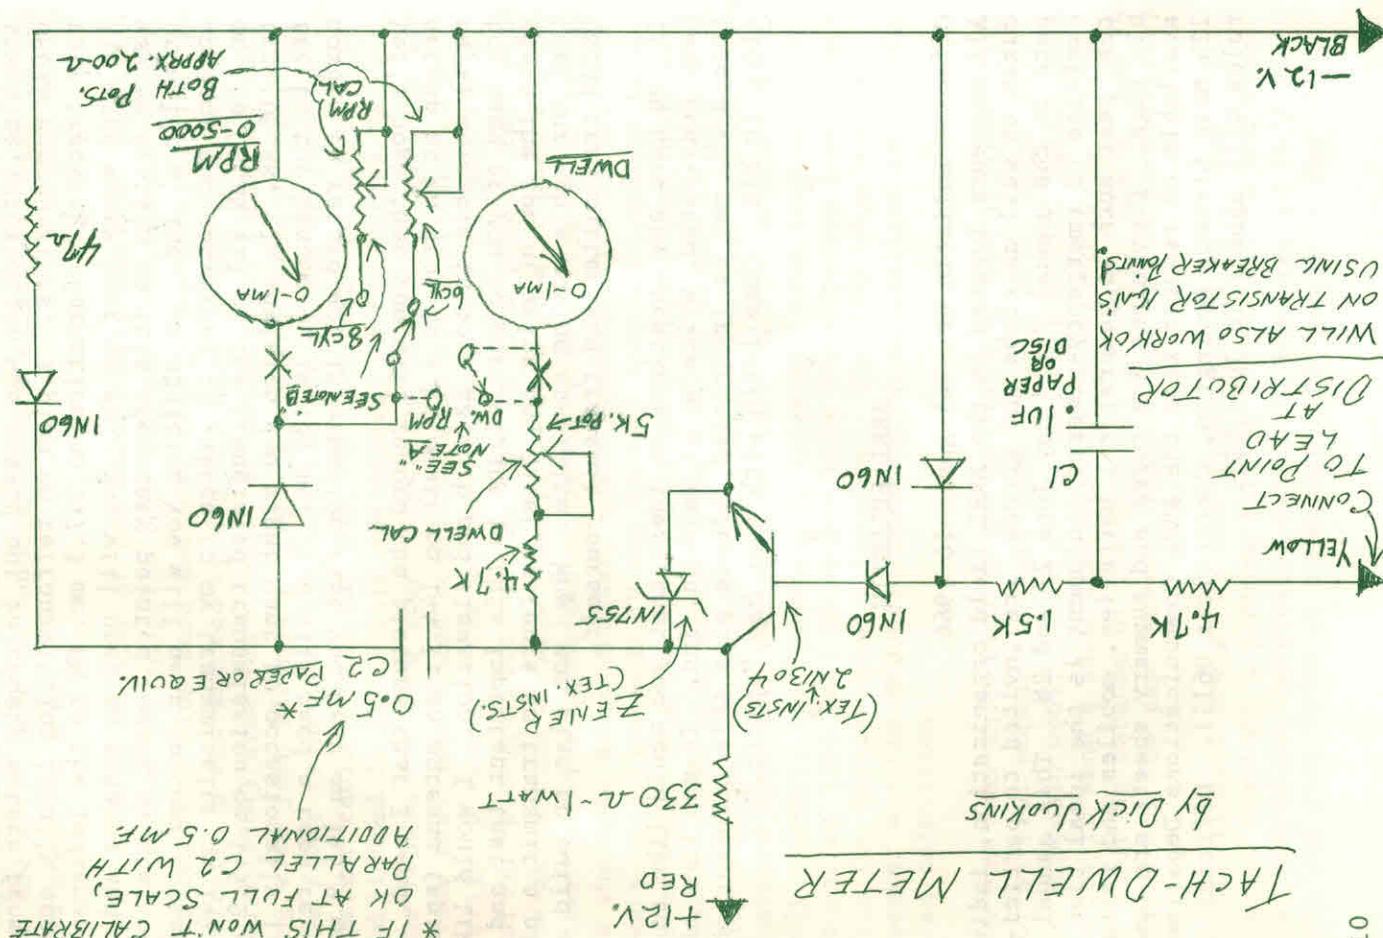 +12V.
RED
TACH-DWELL METER
by DICK JUDKINS
* IF THIS WON'T CALIBRATE
OK AT FULL SCALE,
PARALLEL C2 WITH
ADDITIONAL 0.5 MF.
330Ω ~ 1 WATT
(TEX. INSTS)
2N1304
ZENER
(TEX. INSTS.)
1N755
0.5 MF*
C2
PAPER OR EQUIV.
YELLOW
CONNECT
TO POINT
LEAD
AT
DISTRIBUTOR
WILL ALSO WORK OK
ON TRANSISTOR IGN'S
USING BREAKER POINTS!
4.7K
1.5K
1N60
1N60
C1
.1UF
PAPER
OR
DISC
4.7K
DWELL CAL
5K. POT
SEE "
NOTE A"
DW.
RPM
SEE NOTE B"
1N60
1N60
6CYL
8CYL
0-1MA
DWELL
0-1MA
RPM
0-5000
RPM
CAL
BOTH POTS.
APPRX. 200Ω
47Ω
-12V.
BLACK